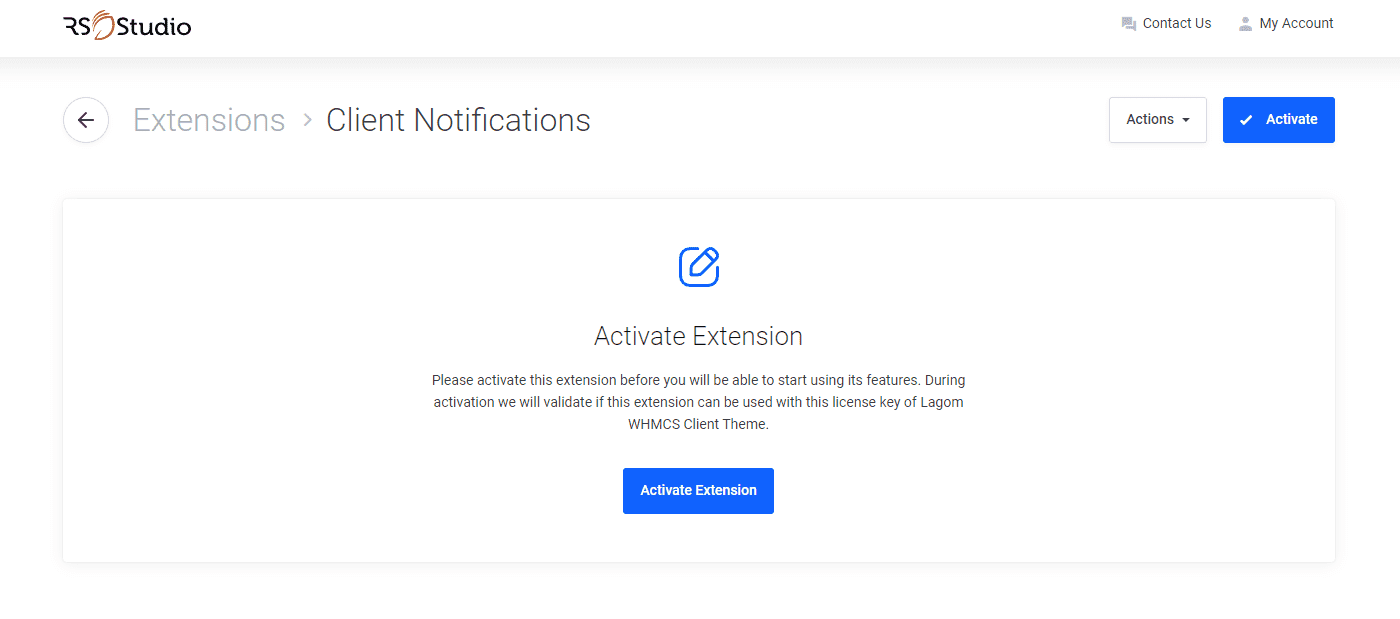 RSStudio
Contact Us
My Account
Extensions > Client Notifications
Actions
Activate
Activate Extension
Please activate this extension before you will be able to start using its features. During
activation we will validate if this extension can be used with this license key of Lagom
WHMCS Client Theme.
Activate Extension